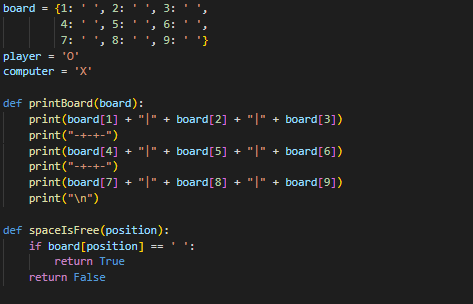 board = {1: ' ', 2: ' ', 3: ' ',
         4: ' ', 5: ' ', 6: ' ',
         7: ' ', 8: ' ', 9: ' '}
player = 'O'
computer = 'X'

def printBoard(board):
    print(board[1] + "|" + board[2] + "|" + board[3])
    print("-+-+-")
    print(board[4] + "|" + board[5] + "|" + board[6])
    print("-+-+-")
    print(board[7] + "|" + board[8] + "|" + board[9])
    print("\n")

def spaceIsFree(position):
    if board[position] == ' ':
        return True
    return False